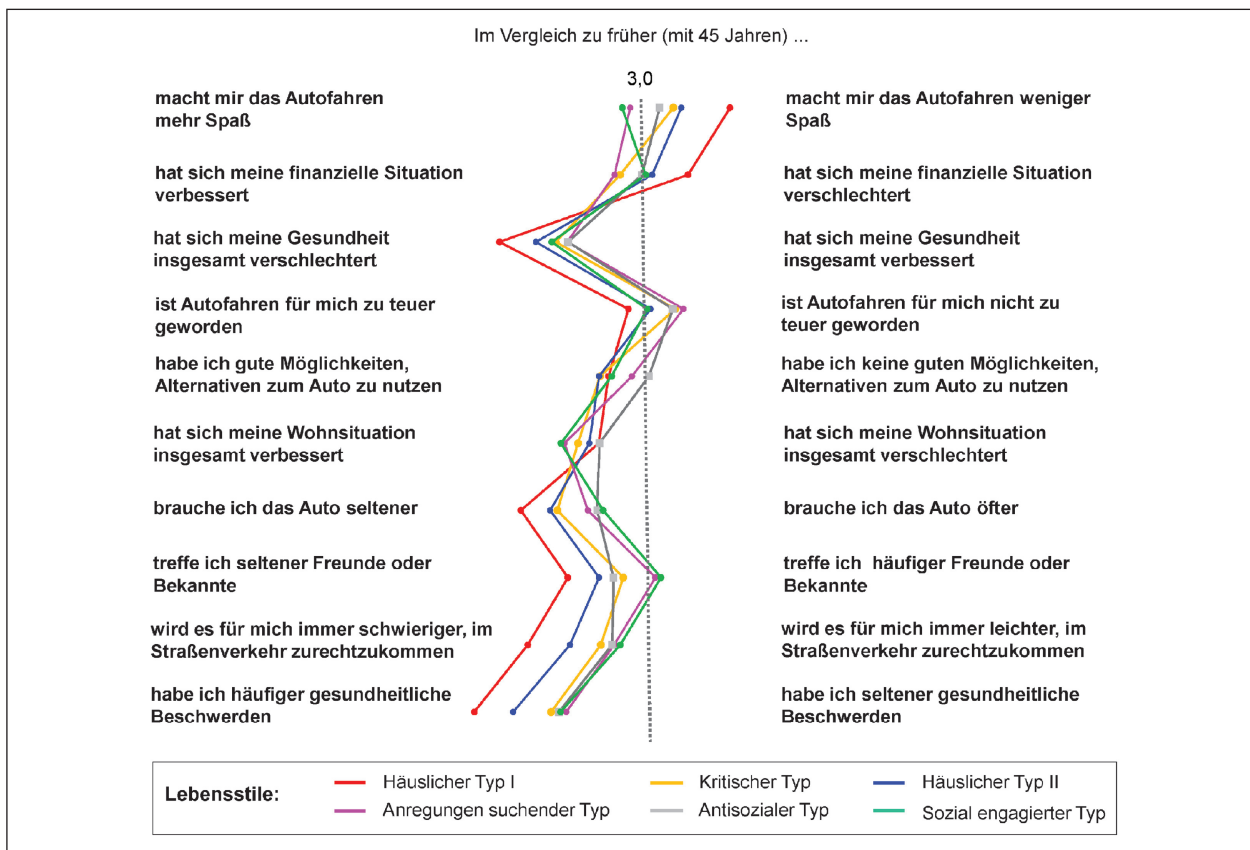 Im Vergleich zu früher (mit 45 Jahren) ...
3,0
macht mir das Autofahren
mehr Spaß
macht mir das Autofahren weniger
Spaß
hat sich meine finanzielle Situation
verbessert
hat sich meine finanzielle Situation
verschlechtert
hat sich meine Gesundheit
insgesamt verschlechtert
hat sich meine Gesundheit
insgesamt verbessert
ist Autofahren für mich zu teuer
geworden
ist Autofahren für mich nicht zu
teuer geworden
habe ich gute Möglichkeiten,
Alternativen zum Auto zu nutzen
habe ich keine guten Möglichkeiten,
Alternativen zum Auto zu nutzen
hat sich meine Wohnsituation
insgesamt verbessert
hat sich meine Wohnsituation
insgesamt verschlechtert
brauche ich das Auto seltener
brauche ich das Auto öfter
treffe ich seltener Freunde oder
Bekannte
treffe ich häufiger Freunde oder
Bekannte
wird es für mich immer schwieriger, im
Straßenverkehr zurechtzukommen
wird es für mich immer leichter, im
Straßenverkehr zurechtzukommen
habe ich häufiger gesundheitliche
Beschwerden
habe ich seltener gesundheitliche
Beschwerden
Lebensstile:
Häuslicher Typ I
Kritischer Typ
Häuslicher Typ II
Anregungen suchender Typ
Antisozialer Typ
Sozial engagierter Typ